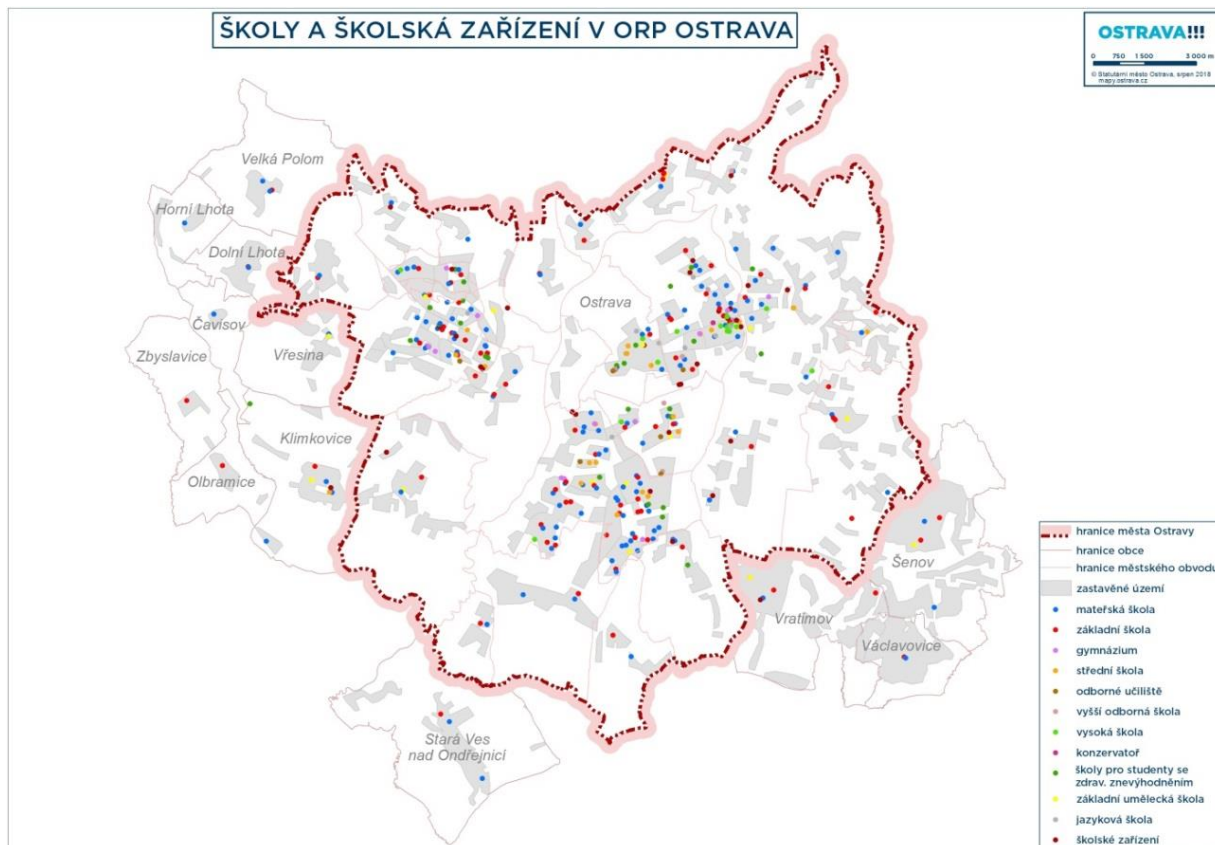 ŠKOLY A ŠKOLSKÁ ZAŘÍZENÍ V ORP OSTRAVA
OSTRAVA!!!
0 750 1 500 3 000 m
© Statutární město Ostrava, srpen 2018
mapy.ostrava.cz
Velká Polom
Horní Lhota
Dolní Lhota
Čavisov
Zbyslavice
Vřesina
Ostrava
Klimkovice
Olbramice
Šenov
Vratimov
Václavovice
Stará Ves
nad Ondřejnicí
hranice města Ostravy
hranice obce
hranice městského obvodu
zastavěné území
mateřská škola
základní škola
gymnázium
střední škola
odborné učiliště
vyšší odborná škola
vysoká škola
konzervatoř
školy pro studenty se
zdrav. znevýhodněním
základní umělecká škola
jazyková škola
školské zařízení